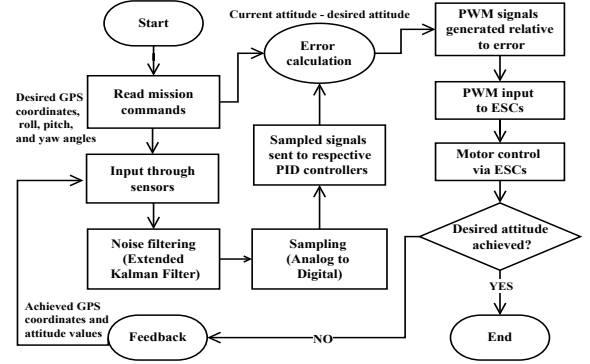 Start
Read mission
commands
Desired GPS
coordinates,
roll, pitch,
and yaw angles
Input through
sensors
Noise filtering
(Extended
Kalman Filter)
Sampling
(Analog to
Digital)
Sampled signals
sent to respective
PID controllers
Current attitude - desired attitude
Error
calculation
PWM signals
generated relative
to error
PWM input
to ESCs
Motor control
via ESCs
Desired attitude
achieved?
YES
End
NO
Feedback
Achieved GPS
coordinates and
attitude values